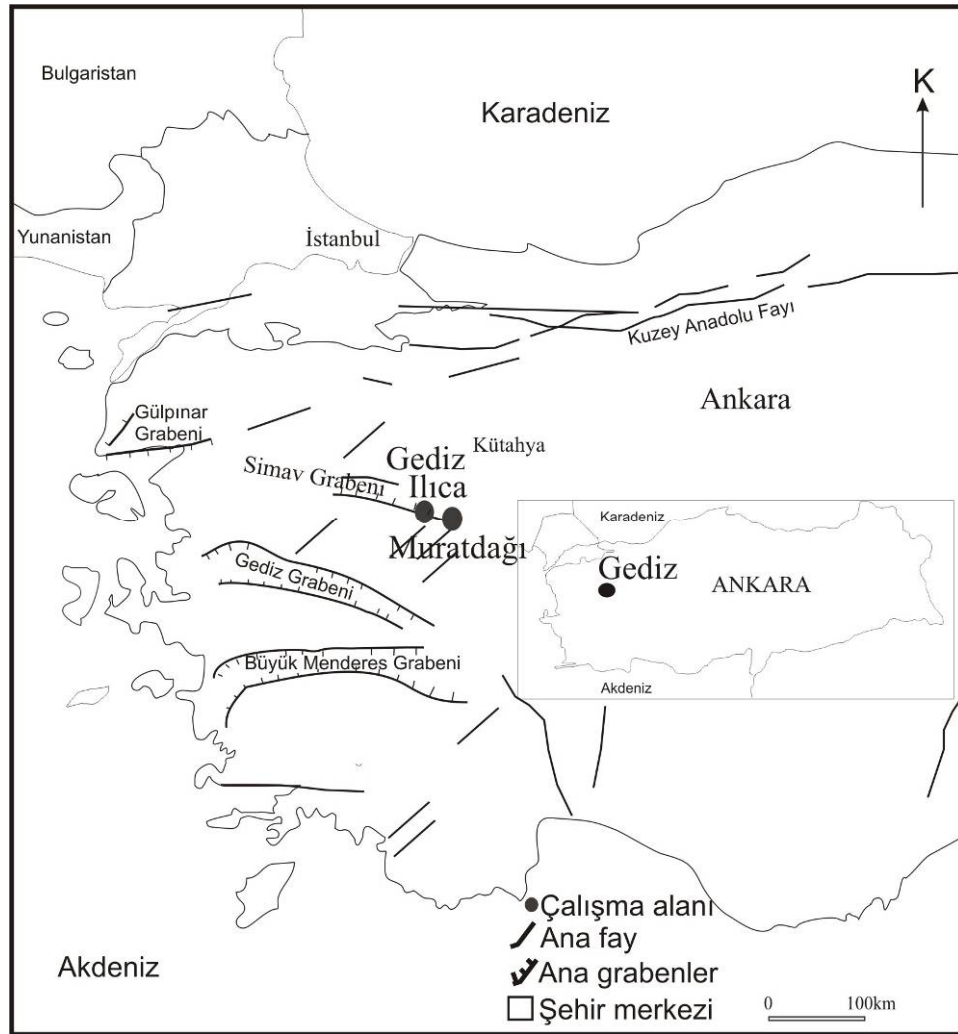 Bulgaristan
Karadeniz
K
Yunanistan
İstanbul
Kuzey Anadolu Fayı
Ankara
Gülpınar
Grabeni
Kütahya
Gediz
Simav Grabeni
Ilıca
Muratdağı
Karadeniz
Gediz
ANKARA
Akdeniz
Gediz Grabeni
Büyük Menderes Grabeni
Akdeniz
Çalışma alanı
Ana fay
Ana grabenler
Şehir merkezi
0 100km